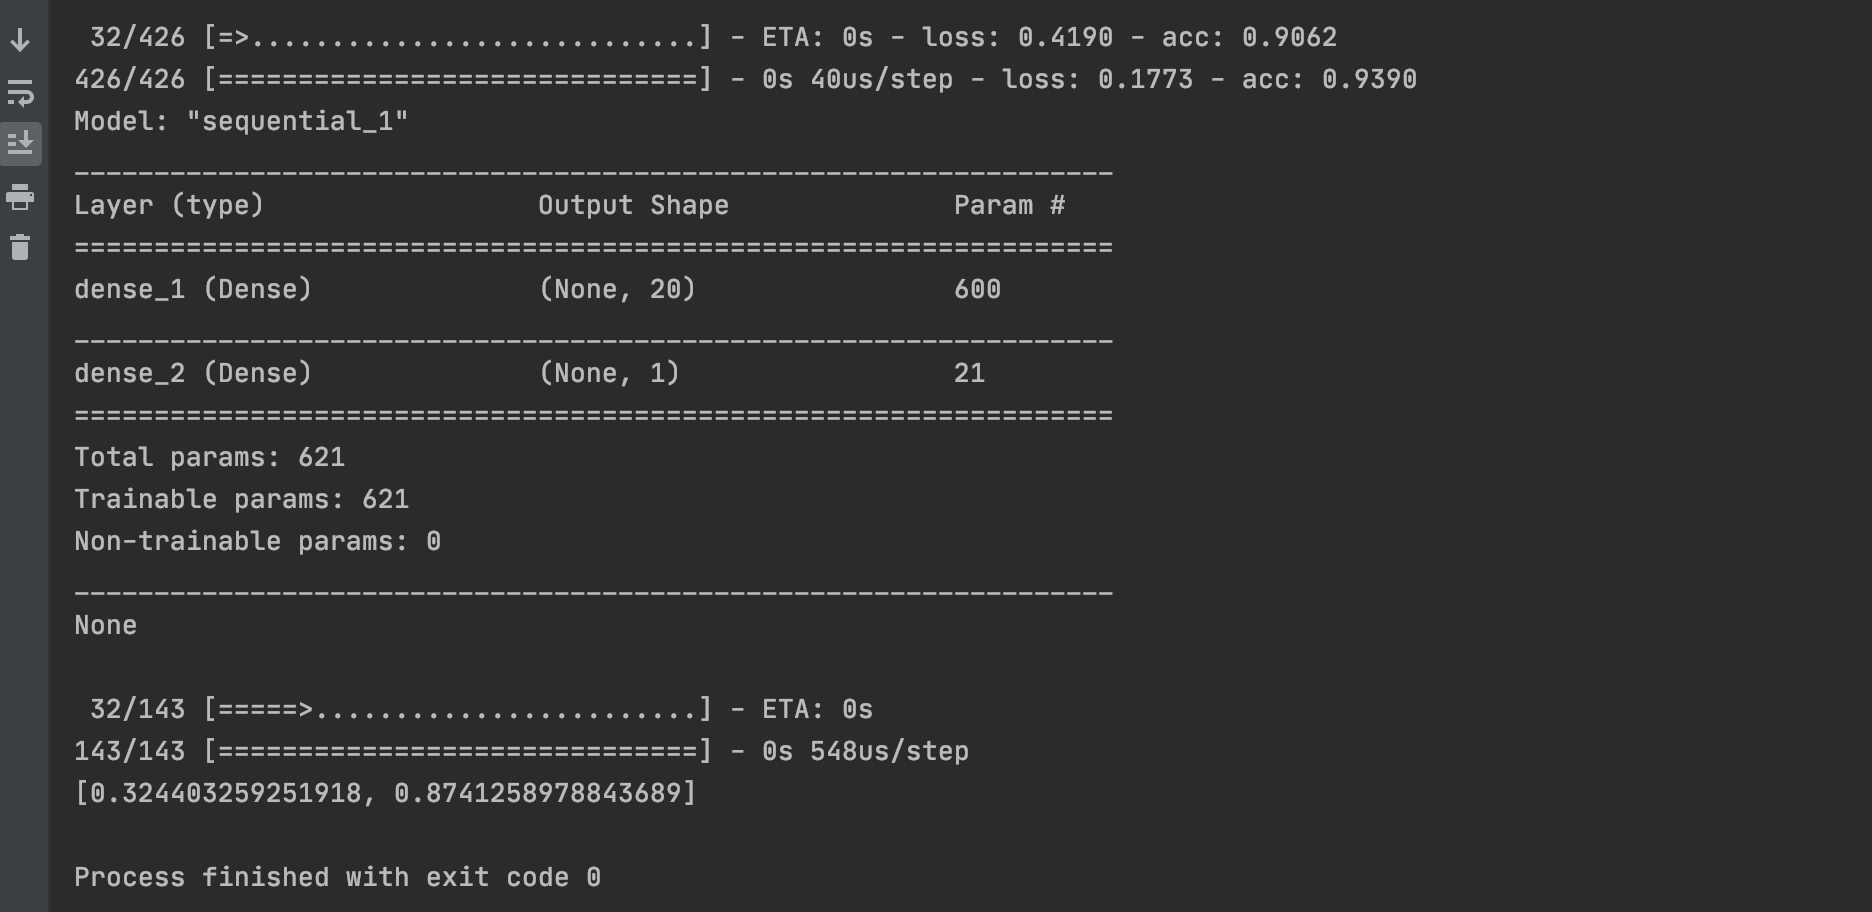 32/426 [=>............................] - ETA: 0s - loss: 0.4190 - acc: 0.9062
426/426 [==============================] - 0s 40us/step - loss: 0.1773 - acc: 0.9390
Model: "sequential_1"
_________________________________________________________________
Layer (type)                 Output Shape              Param #
=================================================================
dense_1 (Dense)              (None, 20)                600
_________________________________________________________________
dense_2 (Dense)              (None, 1)                 21
=================================================================
Total params: 621
Trainable params: 621
Non-trainable params: 0
_________________________________________________________________
None
32/143 [=====>........................] - ETA: 0s
143/143 [==============================] - 0s 548us/step
[0.324403259251918, 0.8741258978843689]
Process finished with exit code 0